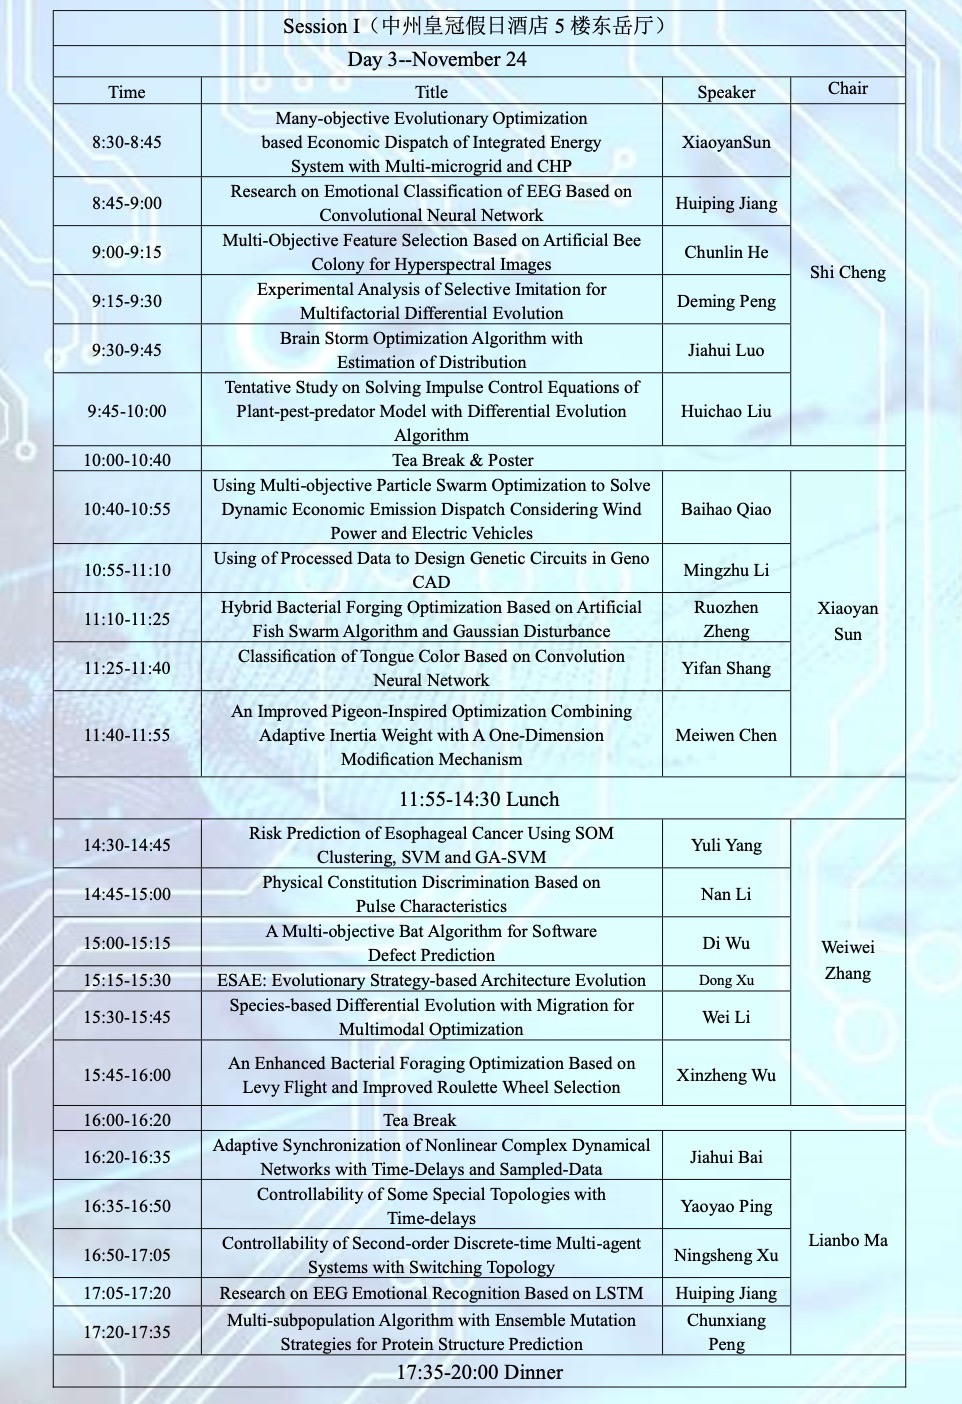 Session I（中州皇冠假日酒店 5 楼东岳厅）
Day 3--November 24
Time Title Speaker Chair
8:30-8:45
Many-objective Evolutionary Optimization
based Economic Dispatch of Integrated Energy
System with Multi-microgrid and CHP
XiaoyanSun
Shi Cheng
8:45-9:00
Research on Emotional Classification of EEG Based on
Convolutional Neural Network
Huiping Jiang
9:00-9:15
Multi-Objective Feature Selection Based on Artificial Bee
Colony for Hyperspectral Images
Chunlin He
9:15-9:30
Experimental Analysis of Selective Imitation for
Multifactorial Differential Evolution
Deming Peng
9:30-9:45
Brain Storm Optimization Algorithm with
Estimation of Distribution
Jiahui Luo
9:45-10:00
Tentative Study on Solving Impulse Control Equations of
Plant-pest-predator Model with Differential Evolution
Algorithm
Huichao Liu
10:00-10:40 Tea Break & Poster
10:40-10:55
Using Multi-objective Particle Swarm Optimization to Solve
Dynamic Economic Emission Dispatch Considering Wind
Power and Electric Vehicles
Baihao Qiao
Xiaoyan
Sun
10:55-11:10
Using of Processed Data to Design Genetic Circuits in Geno
CAD
Mingzhu Li
11:10-11:25
Hybrid Bacterial Forging Optimization Based on Artificial
Fish Swarm Algorithm and Gaussian Disturbance
Ruozhen
Zheng
11:25-11:40
Classification of Tongue Color Based on Convolution
Neural Network
Yifan Shang
11:40-11:55
An Improved Pigeon-Inspired Optimization Combining
Adaptive Inertia Weight with A One-Dimension
Modification Mechanism
Meiwen Chen
11:55-14:30 Lunch
14:30-14:45
Risk Prediction of Esophageal Cancer Using SOM
Clustering, SVM and GA-SVM
Yuli Yang
Weiwei
Zhang
14:45-15:00
Physical Constitution Discrimination Based on
Pulse Characteristics
Nan Li
15:00-15:15
A Multi-objective Bat Algorithm for Software
Defect Prediction
Di Wu
15:15-15:30 ESAE: Evolutionary Strategy-based Architecture Evolution Dong Xu
15:30-15:45
Species-based Differential Evolution with Migration for
Multimodal Optimization
Wei Li
15:45-16:00
An Enhanced Bacterial Foraging Optimization Based on
Levy Flight and Improved Roulette Wheel Selection
Xinzheng Wu
16:00-16:20 Tea Break
16:20-16:35
Adaptive Synchronization of Nonlinear Complex Dynamical
Networks with Time-Delays and Sampled-Data
Jiahui Bai
Lianbo Ma
16:35-16:50
Controllability of Some Special Topologies with
Time-delays
Yaoyao Ping
16:50-17:05
Controllability of Second-order Discrete-time Multi-agent
Systems with Switching Topology
Ningsheng Xu
17:05-17:20 Research on EEG Emotional Recognition Based on LSTM Huiping Jiang
17:20-17:35
Multi-subpopulation Algorithm with Ensemble Mutation
Strategies for Protein Structure Prediction
Chunxiang
Peng
17:35-20:00 Dinner